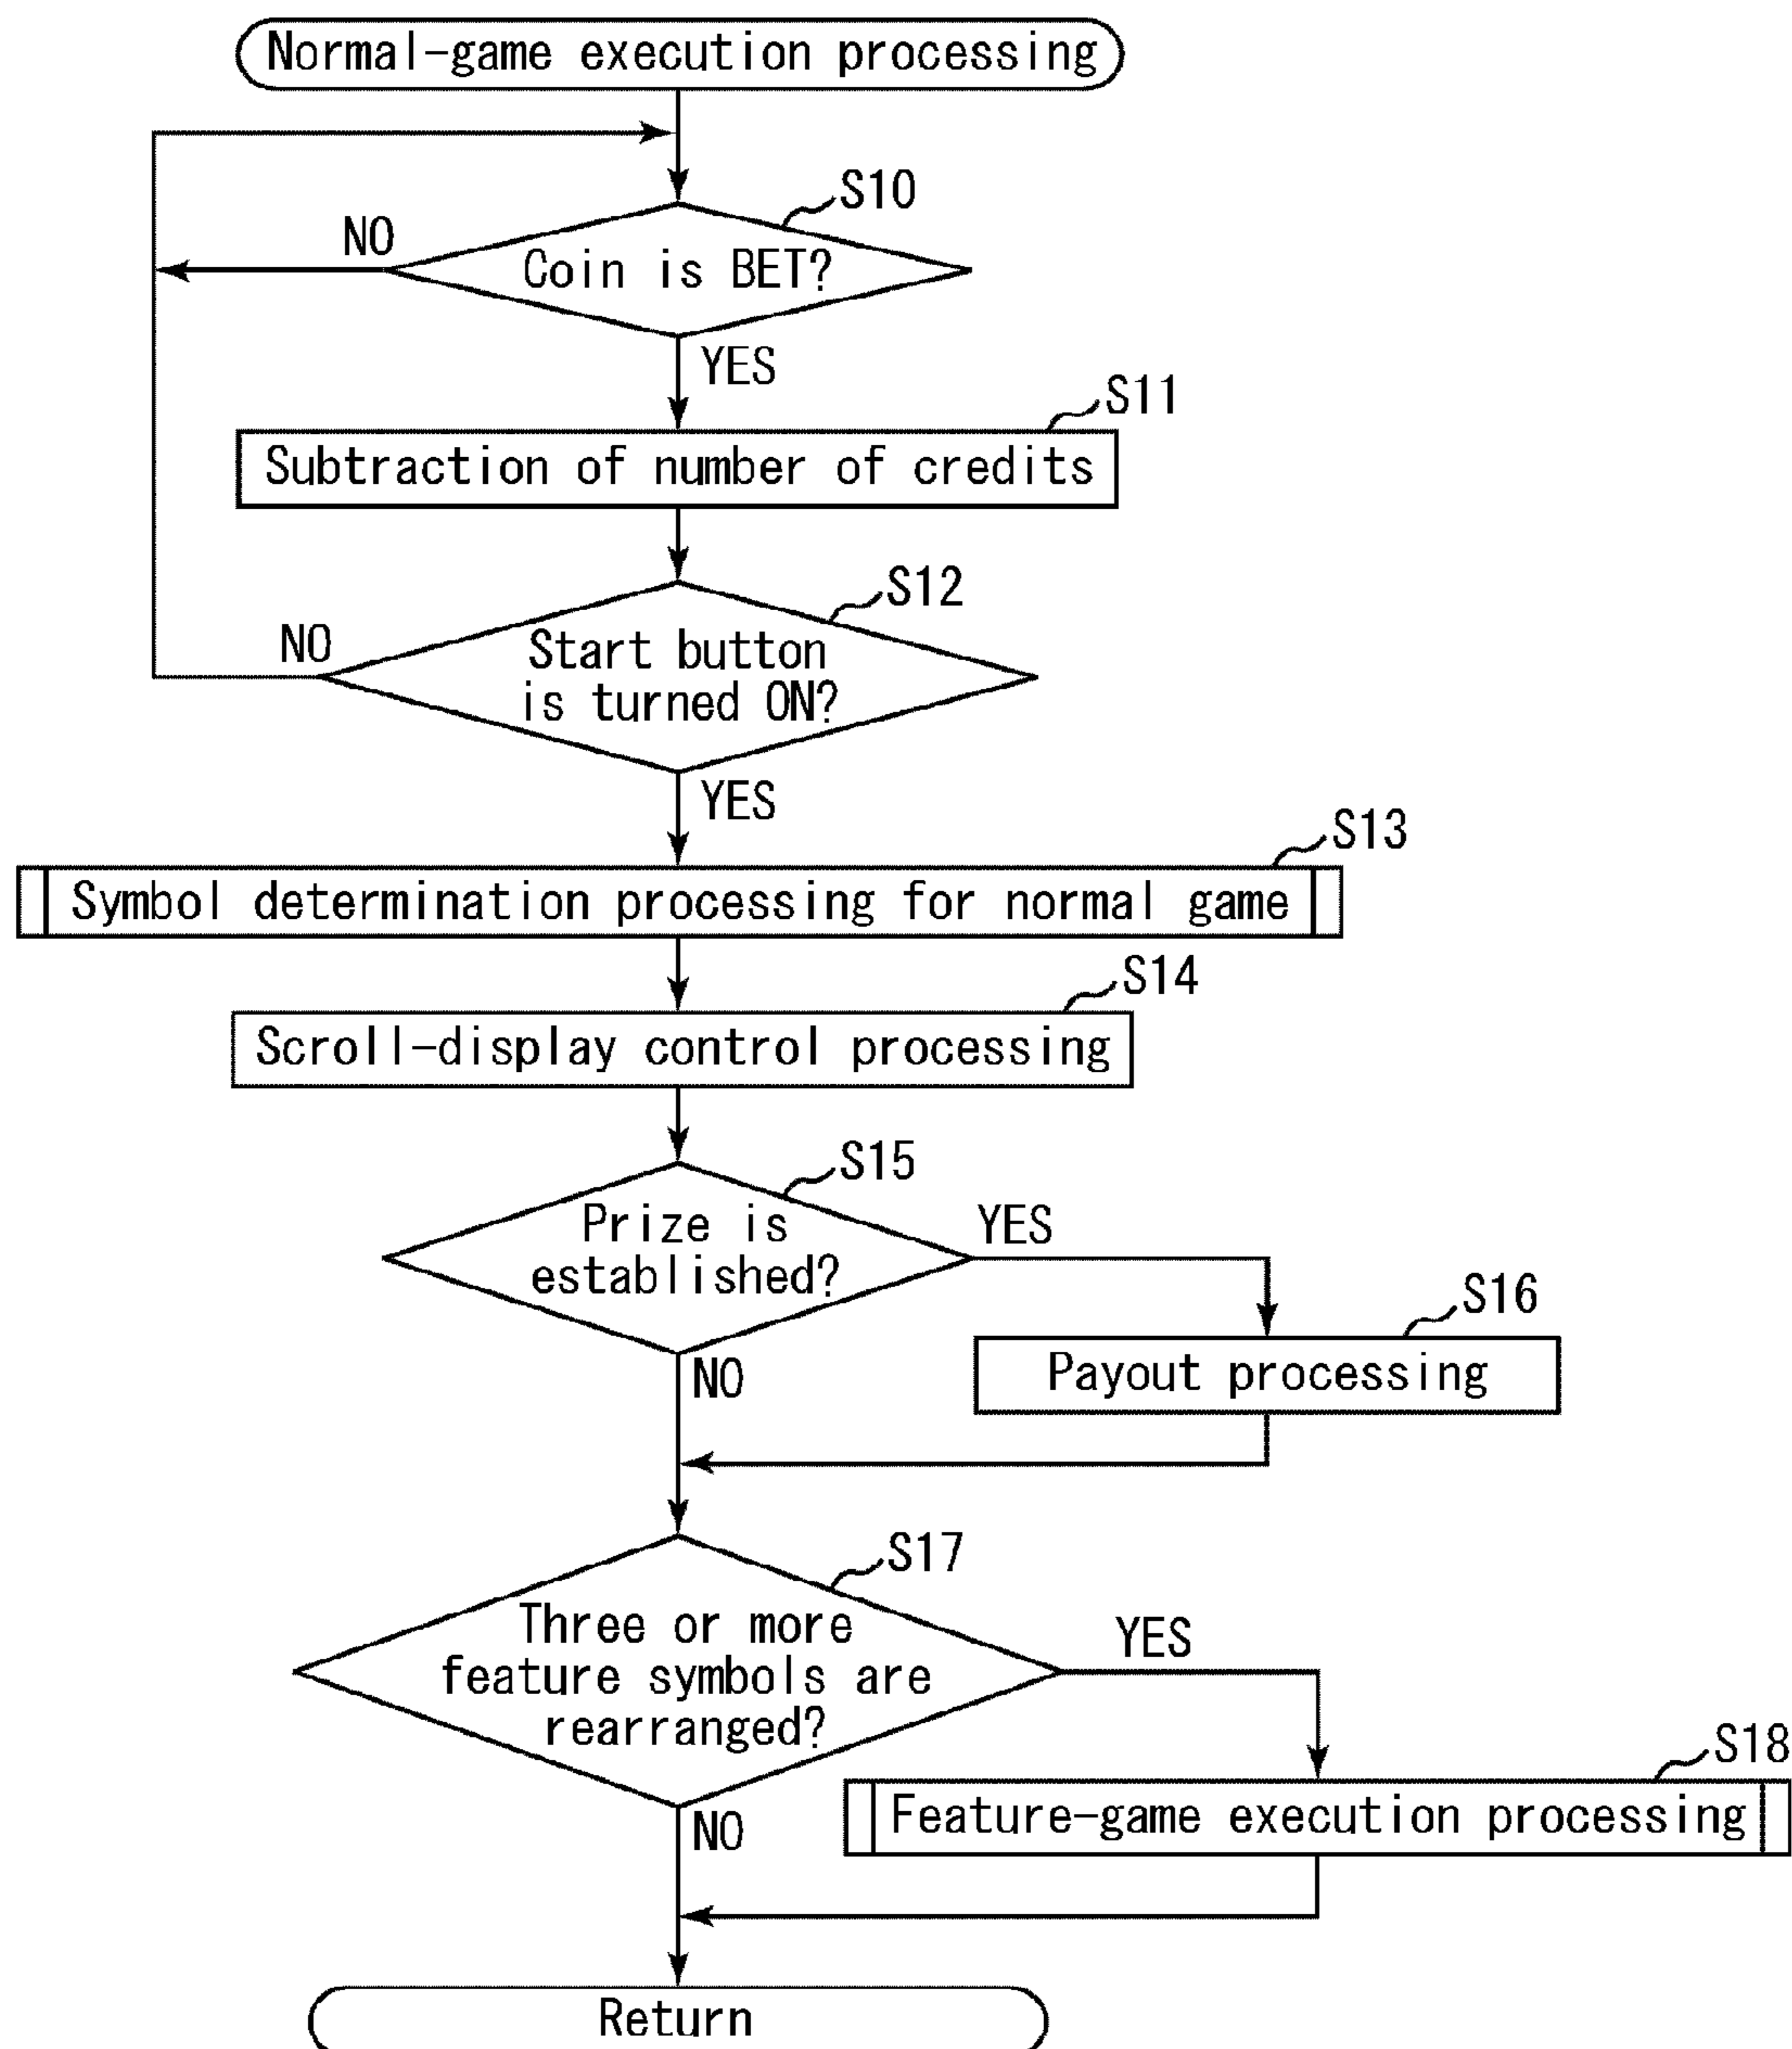 Normal-game execution processing
S10
NO
Coin is BET?
YES
S11
Subtraction of number of credits
S12
NO
Start button
is turned ON?
YES
S13
Symbol determination processing for normal game
S14
Scroll-display control processing
S15
Prize is
established?
YES
S16
NO
Payout processing
S17
Three or more
feature symbols are
rearranged?
YES
S18
NO
Feature-game execution processing
Return